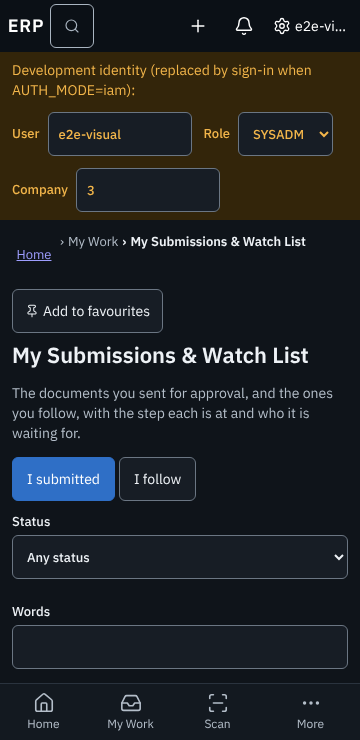 ERP
e2e-vi...
Development identity (replaced by sign-in when
AUTH_MODE=iam):
User e2e-visual Role SYSADM
Company 3
Home › My Work › My Submissions & Watch List
Add to favourites
My Submissions & Watch List
The documents you sent for approval, and the ones
you follow, with the step each is at and who it is
waiting for.
I submitted I follow
Status
Any status
Words
Home My Work Scan More